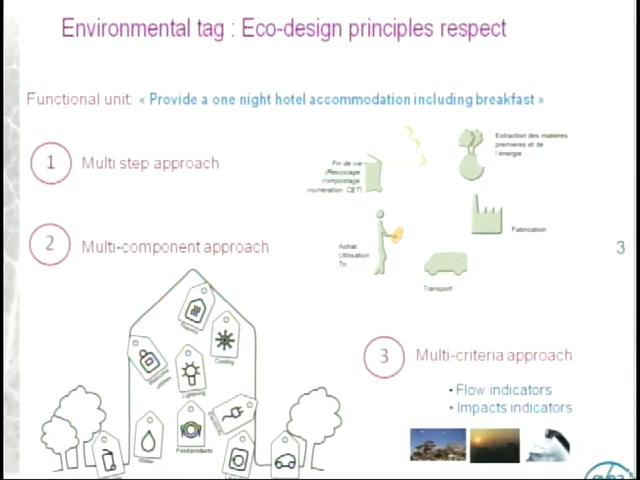 Environmental tag : Eco-design principles respect
Functional unit: « Provide a one night hotel accommodation including breakfast »
1 Multi step approach
Extraction des matières
premières et de
l'énergie
Fin de vie
(Recyclage,
compostage,
incinération, CET)
2 Multi-component approach
Fabrication
Achat
Utilisation
Tri
Transport
3
3 Multi-criteria approach
• Flow indicators
• Impacts indicators
Cooling
Lightening
Water
Food products